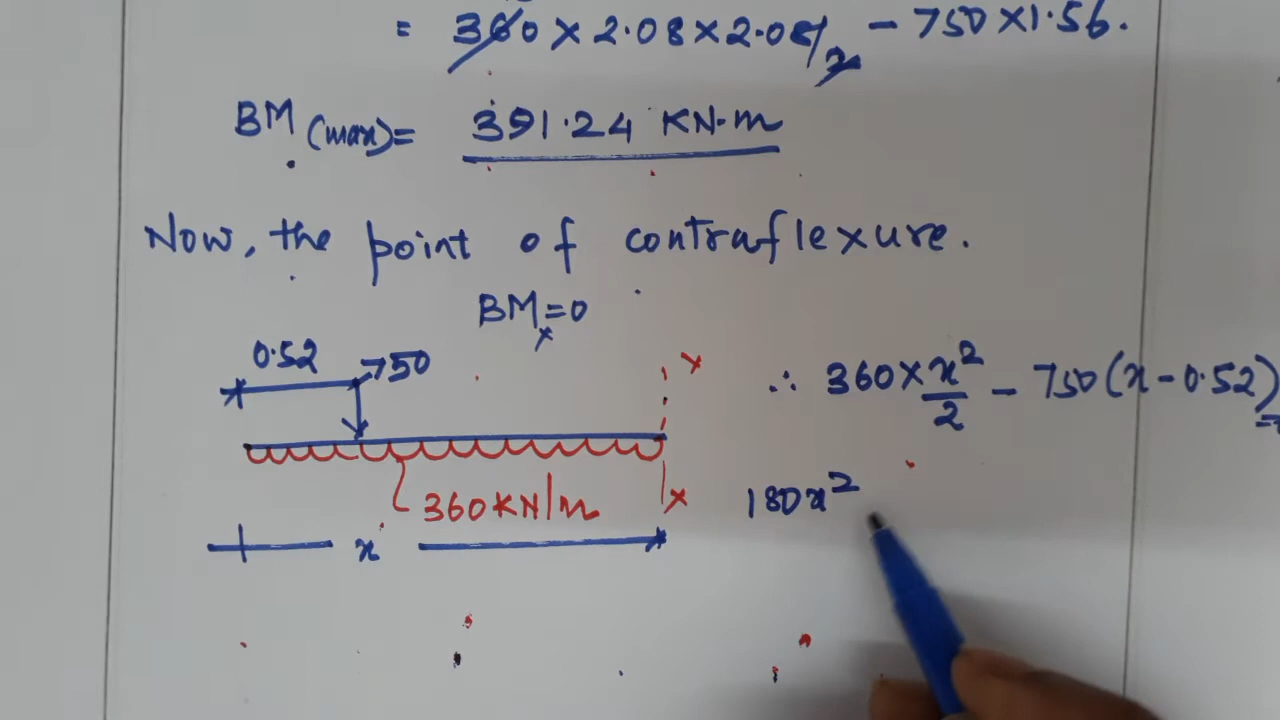 = 360 × 2.08 × 2.08/2 - 750 × 1.56.
BM (max) = 391.24 KN-m
Now, the point of contraflexure.
BMx = 0
0.52 750
x
∴ 360 × x²/2 - 750 (x - 0.52) =
360 KN/m
x
180x²
x